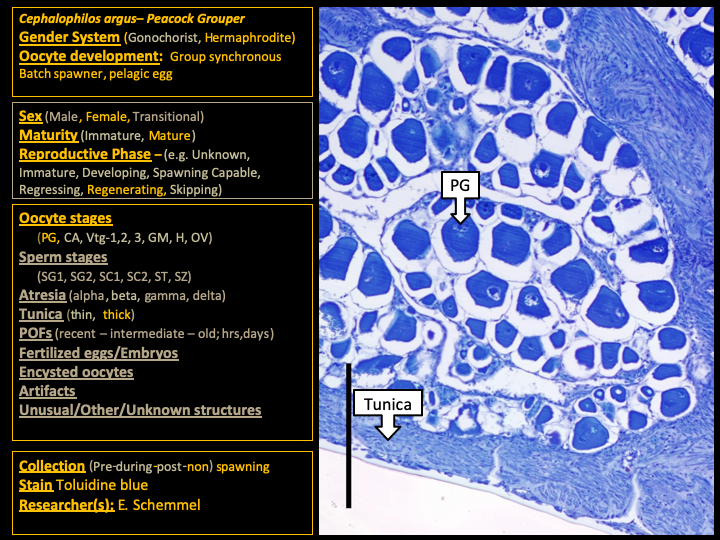 Cephalophilos argus– Peacock Grouper
Gender System (Gonochorist, Hermaphrodite)
Oocyte development: Group synchronous
Batch spawner, pelagic egg
Sex (Male, Female, Transitional)
Maturity (Immature, Mature)
Reproductive Phase – (e.g. Unknown,
Immature, Developing, Spawning Capable,
Regressing, Regenerating, Skipping)
Oocyte stages
(PG, CA, Vtg-1,2, 3, GM, H, OV)
Sperm stages
(SG1, SG2, SC1, SC2, ST, SZ)
Atresia (alpha, beta, gamma, delta)
Tunica (thin, thick)
POFs (recent – intermediate – old; hrs,days)
Fertilized eggs/Embryos
Encysted oocytes
Artifacts
Unusual/Other/Unknown structures
Collection (Pre-during-post-non) spawning
Stain Toluidine blue
Researcher(s): E. Schemmel
PG
Tunica